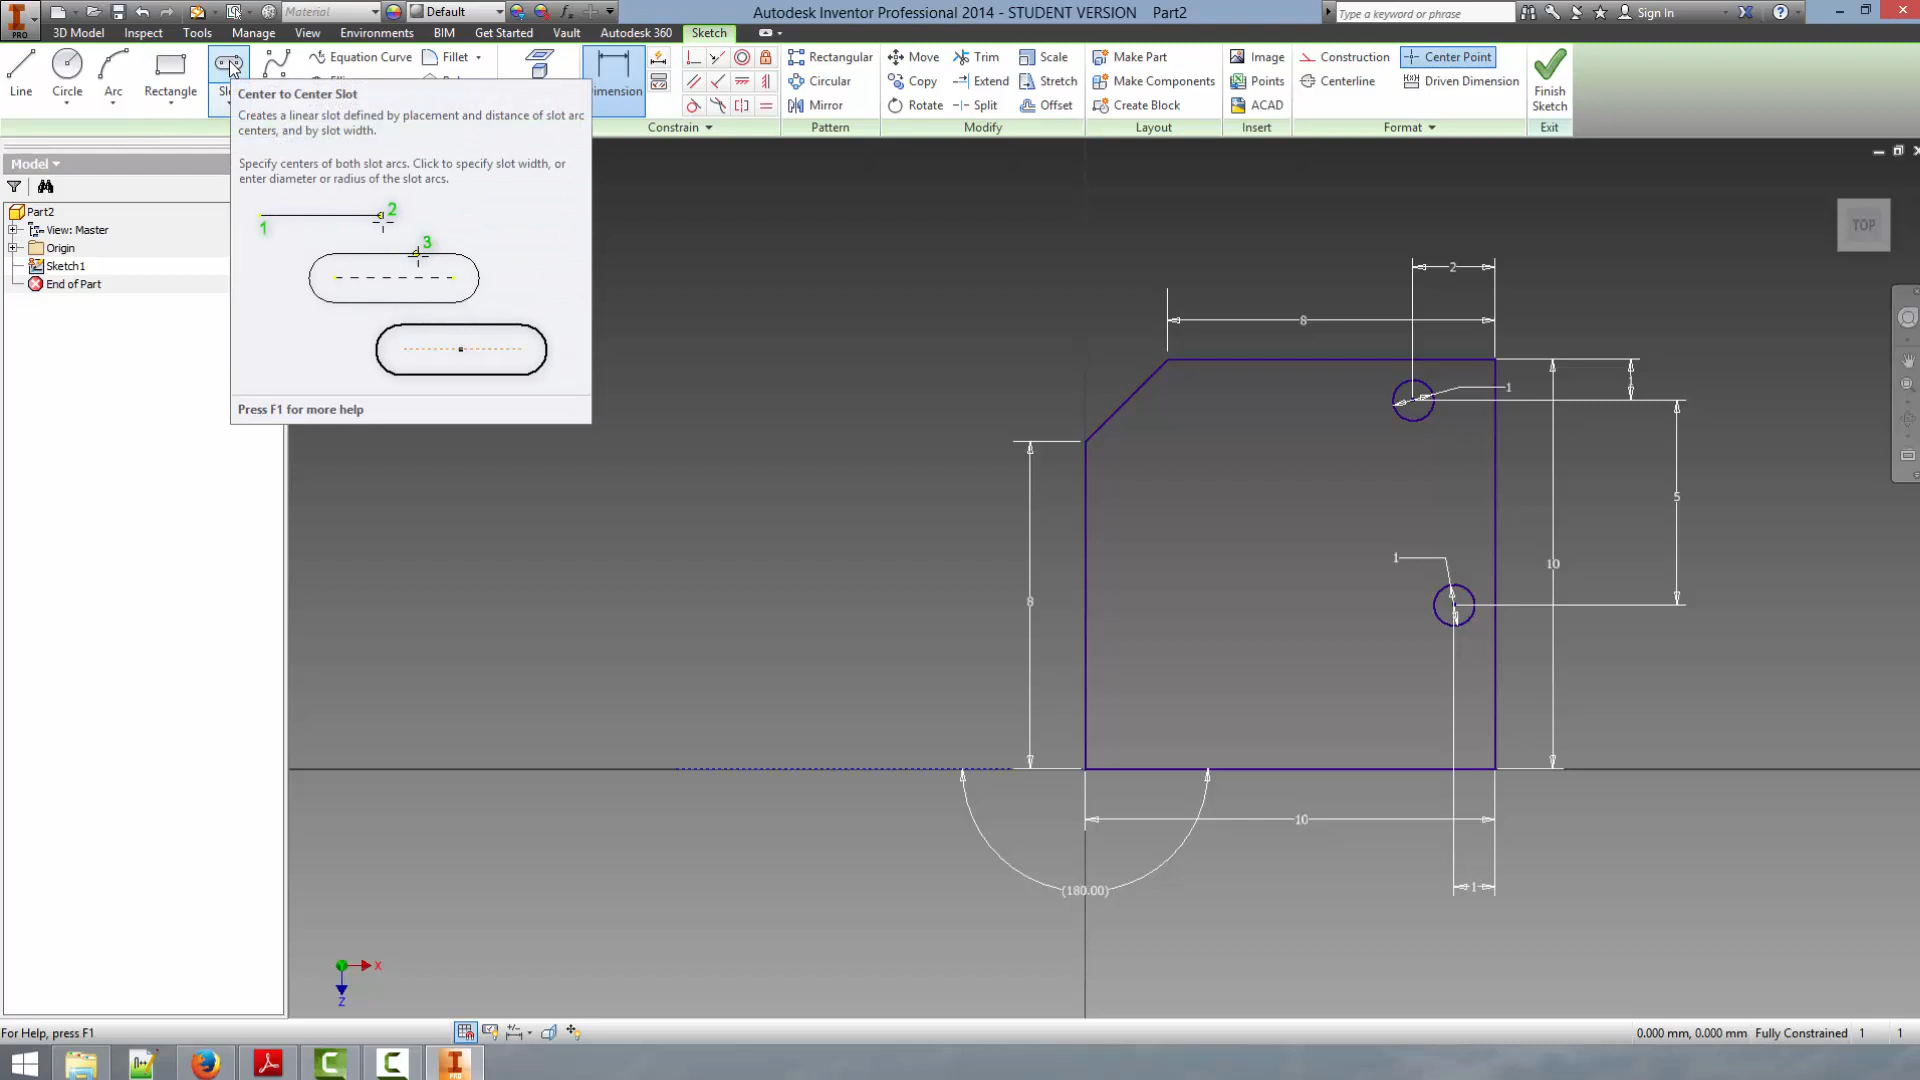 Material
Default
Autodesk Inventor Professional 2014 - STUDENT VERSION Part2
Type a keyword or phrase
Sign In
PRO
3D Model
Inspect
Tools
Manage
View
Environments
BIM
Get Started
Vault
Autodesk 360
Sketch
Line
Circle
Arc
Rectangle
Equation Curve
Fillet
Rectangular
Circular
Mirror
Move
Copy
Rotate
Trim
Extend
Split
Scale
Stretch
Offset
Make Part
Make Components
Create Block
Image
Points
ACAD
Construction
Centerline
Center Point
Driven Dimension
Finish
Sketch
Constrain
Pattern
Modify
Layout
Insert
Format
Exit
Center to Center Slot
Creates a linear slot defined by placement and distance of slot arc
centers, and by slot width.
Specify centers of both slot arcs. Click to specify slot width, or
enter diameter or radius of the slot arcs.
1
2
3
Press F1 for more help
Model
Part2
View: Master
Origin
Sketch1
End of Part
TOP
2
8
1
5
1
10
8
10
(180.00)
1
X
Z
For Help, press F1
0.000 mm, 0.000 mm Fully Constrained 1 1